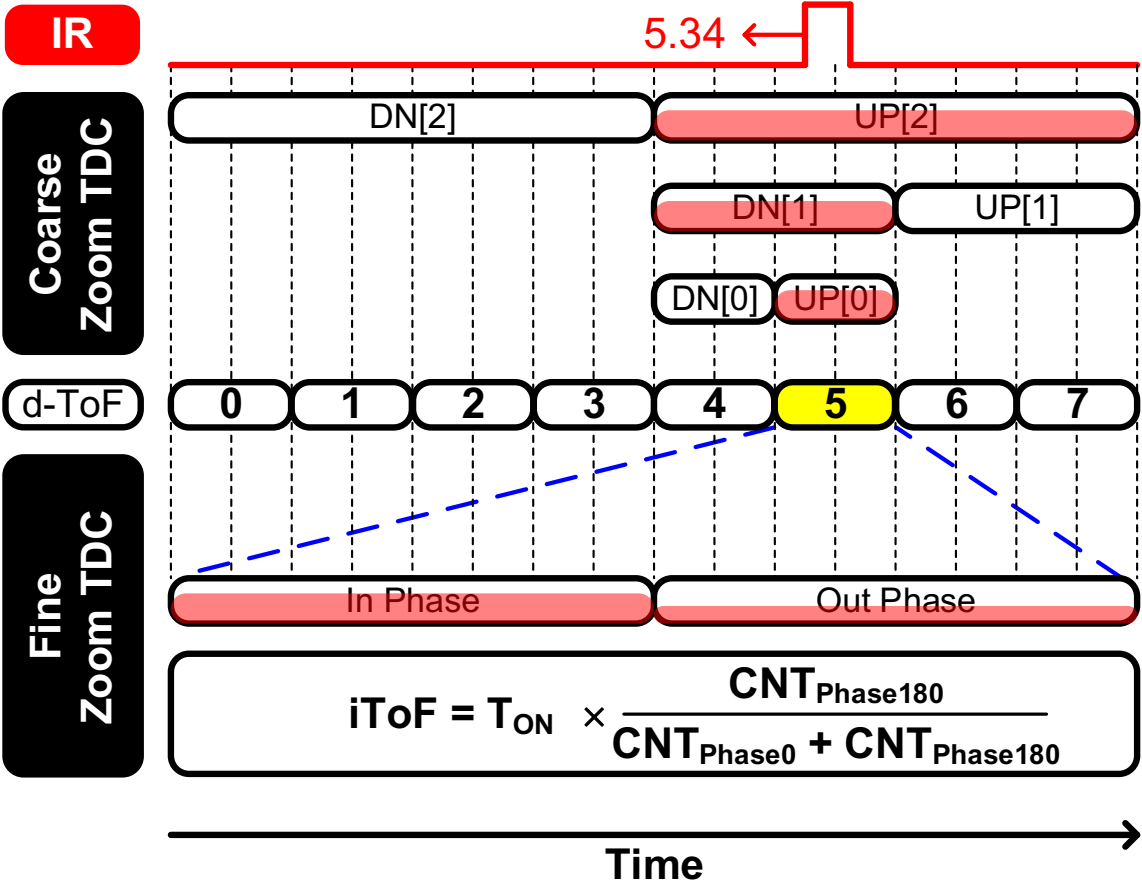 IR
5.34
Coarse
Zoom TDC
DN[2] UP[2]
DN[1] UP[1]
DN[0] UP[0]
d-ToF 0 1 2 3 4 5 6 7
Fine
Zoom TDC
In Phase Out Phase
iToF = TON × CNTPhase180 / CNTPhase0 + CNTPhase180
Time